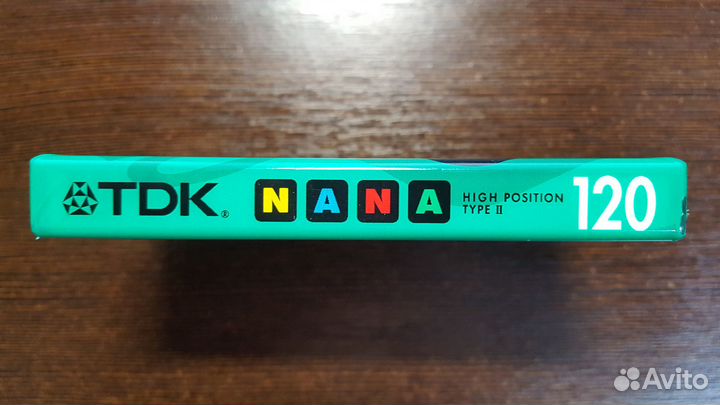 TDK® NANA HIGH POSITION 120
TYPE II
Avito